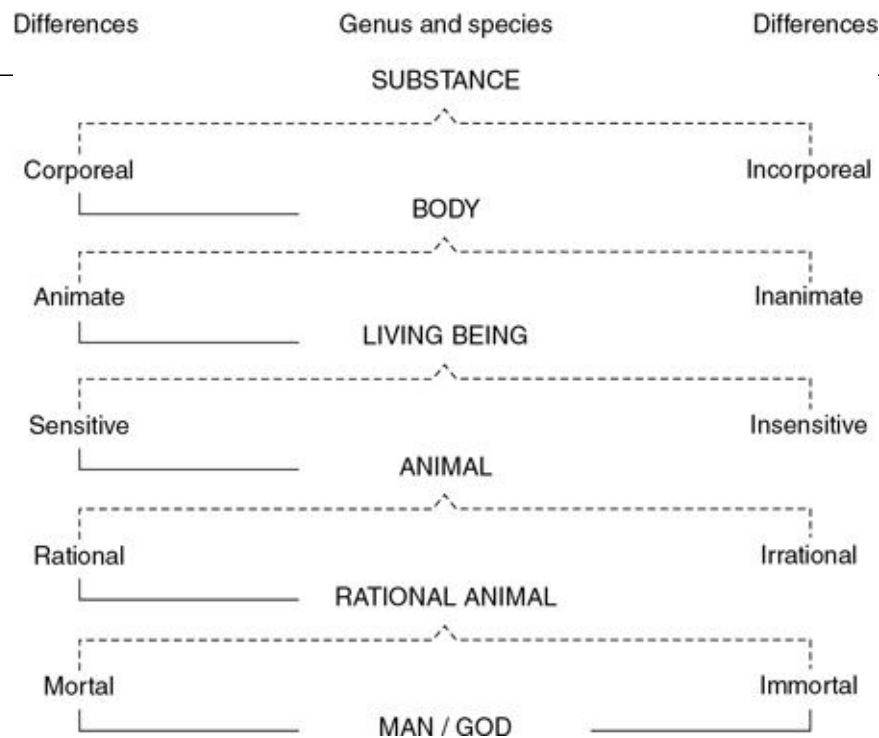 Differences Genus and species Differences
SUBSTANCE
Corporeal Incorporeal
BODY
Animate Inanimate
LIVING BEING
Sensitive Insensitive
ANIMAL
Rational Irrational
RATIONAL ANIMAL
Mortal Immortal
MAN / GOD